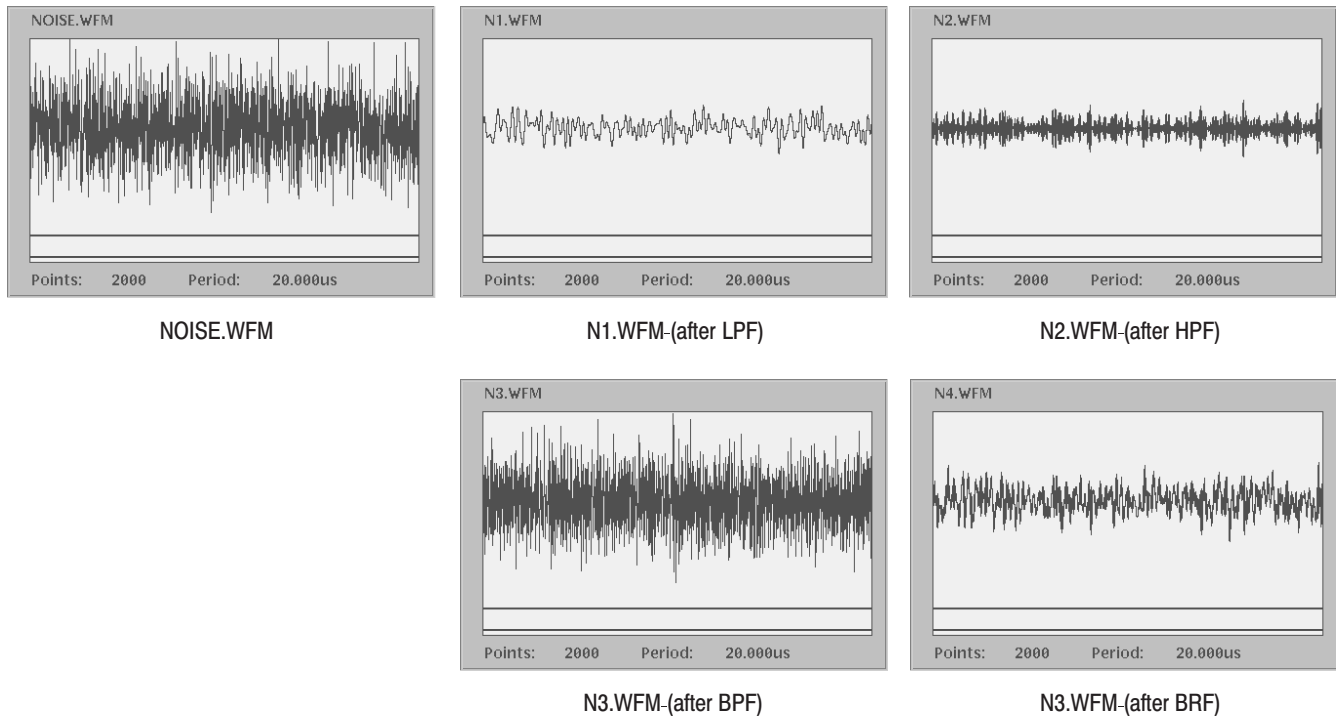 NOISE.WFM
Points: 2000 Period: 20.000us
NOISE.WFM
N1.WFM
Points: 2000 Period: 20.000us
N1.WFM-(after LPF)
N2.WFM
Points: 2000 Period: 20.000us
N2.WFM-(after HPF)
N3.WFM
Points: 2000 Period: 20.000us
N3.WFM-(after BPF)
N4.WFM
Points: 2000 Period: 20.000us
N3.WFM-(after BRF)